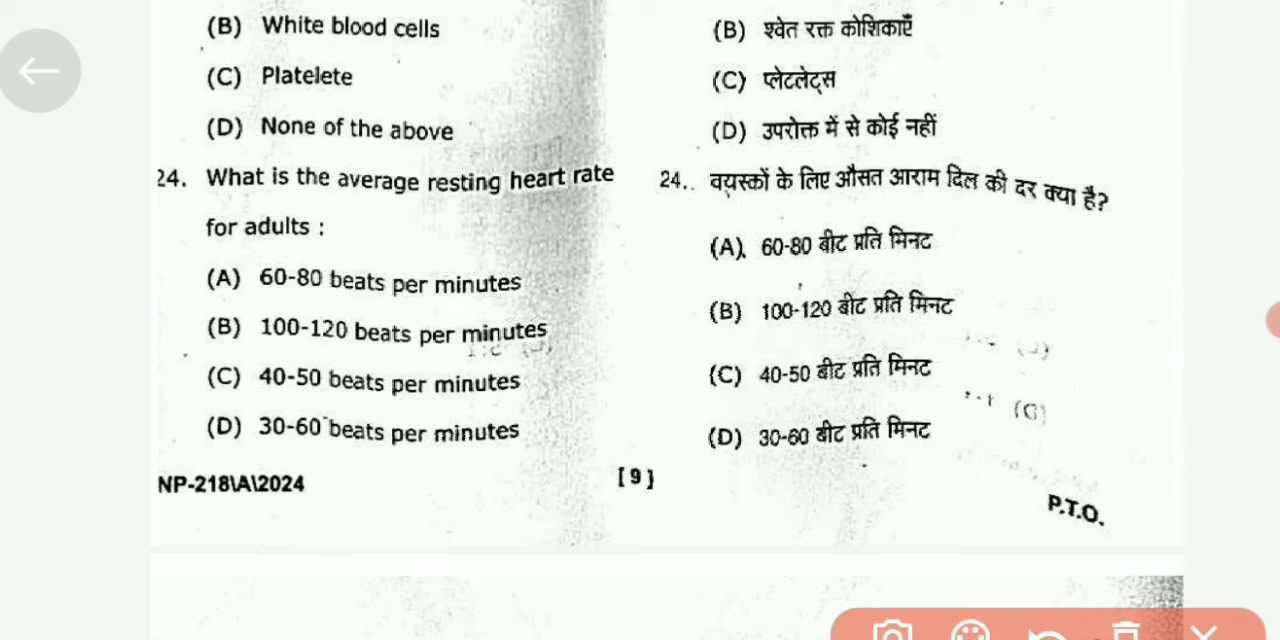 (B) White blood cells
(C) Platelete
(D) None of the above
24. What is the average resting heart rate
for adults :
(A) 60-80 beats per minutes
(B) 100-120 beats per minutes
(C) 40-50 beats per minutes
(D) 30-60 beats per minutes
NP-218\A\2024
(B) श्वेत रक्त कोशिकाएँ
(C) प्लेटलेट्स
(D) उपरोक्त में से कोई नहीं
24. वयस्कों के लिए औसत आराम दिल की दर क्या है?
(A) 60-80 बीट प्रति मिनट
(B) 100-120 बीट प्रति मिनट
(C) 40-50 बीट प्रति मिनट
(D) 30-60 बीट प्रति मिनट
[9]
P.T.O.